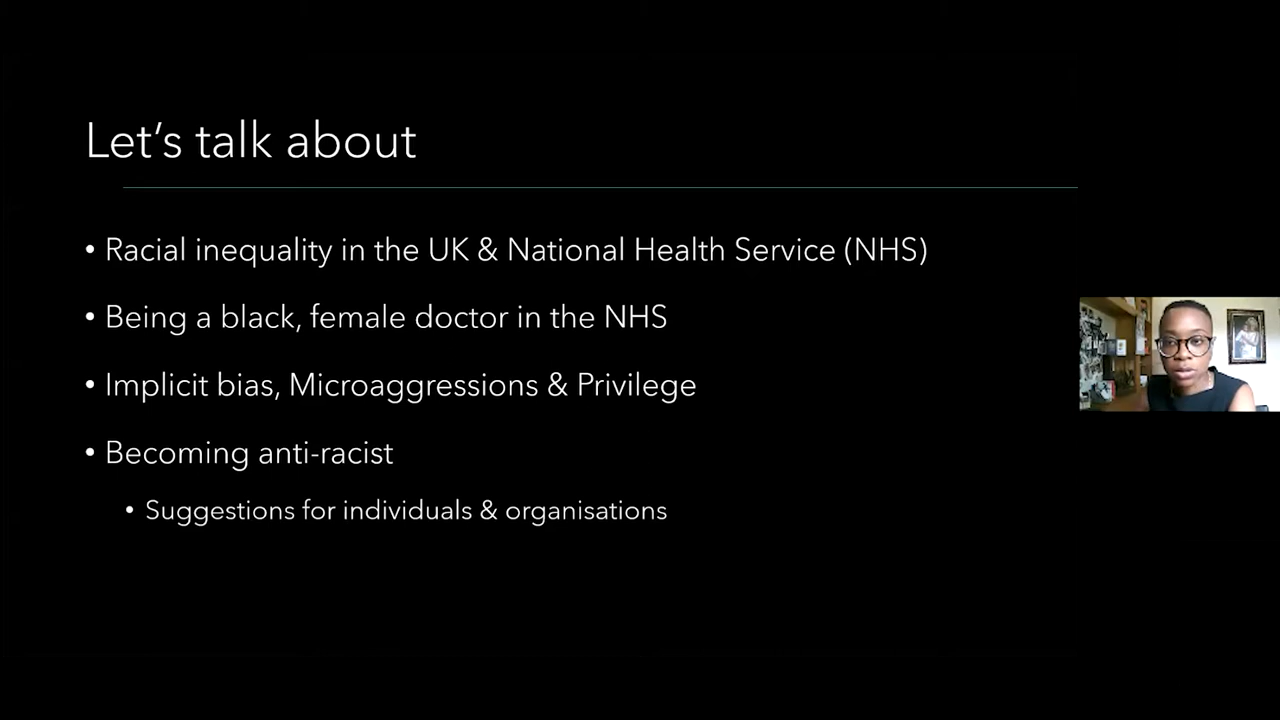 Let's talk about
• Racial inequality in the UK & National Health Service (NHS)
• Being a black, female doctor in the NHS
• Implicit bias, Microaggressions & Privilege
• Becoming anti-racist
• Suggestions for individuals & organisations